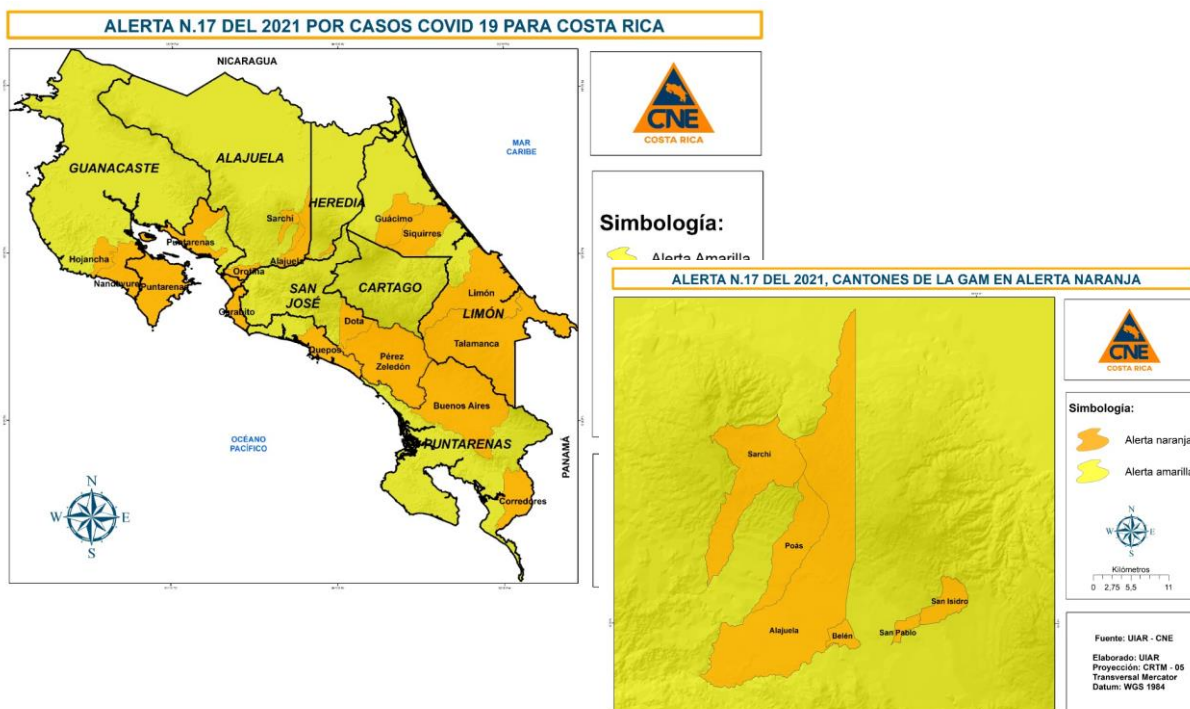 ALERTA N.17 DEL 2021 POR CASOS COVID 19 PARA COSTA RICA
NICARAGUA
MAR
CARIBE
GUANACASTE
ALAJUELA
HEREDIA
Sarchí
Guácimo
Siquirres
Puntarenas
Hojancha
Alajuela
Orotina
Nandayure
Puntarenas
SAN
JOSÉ
CARTAGO
Limón
LIMÓN
Garabito
Dota
Talamanca
Quepos
Pérez
Zeledón
Buenos Aires
PUNTARENAS
OCÉANO
PACÍFICO
PANAMÁ
Corredores
N
W
E
S
CNE
COSTA RICA
Simbología:
Alerta Amarilla
ALERTA N.17 DEL 2021, CANTONES DE LA GAM EN ALERTA NARANJA
Sarchí
Poás
Alajuela
Belén
San Pablo
San Isidro
CNE
COSTA RICA
Simbología:
Alerta naranja
Alerta amarilla
N
W
E
S
Kilómetros
0 2,75 5,5 11
Fuente: UIAR - CNE
Elaborado: UIAR
Proyección: CRTM - 05
Transversal Mercator
Datum: WGS 1984